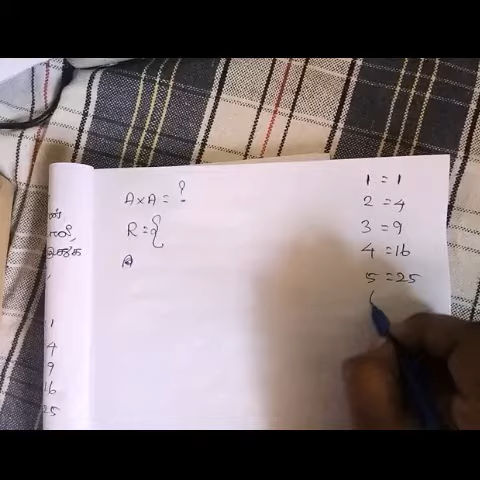 A×A = ?
R = {
A
1 = 1
2 = 4
3 = 9
4 = 16
5 = 25
1
4
9
16
25